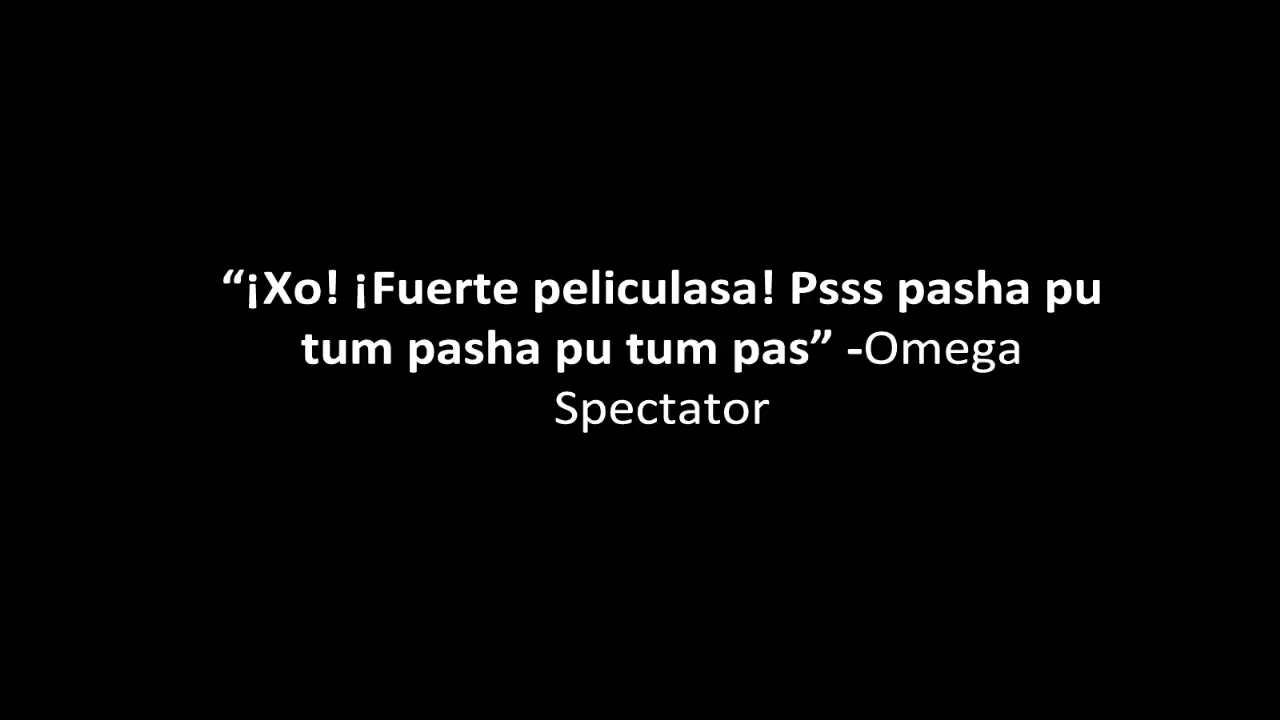 “¡Xo! ¡Fuerte peliculasa! Psss pasha pu
tum pasha pu tum pas” -Omega
Spectator